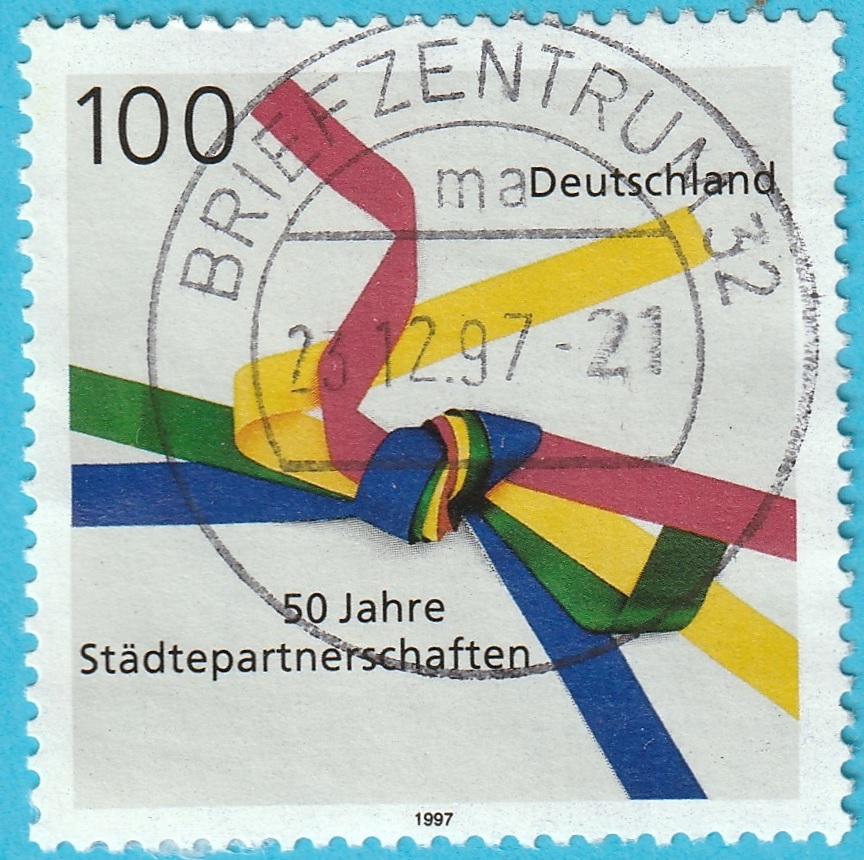 100
BRIEFZENTRUM 32
ma
Deutschland
23.12.97-21
50 Jahre
Städtepartnerschaften
1997